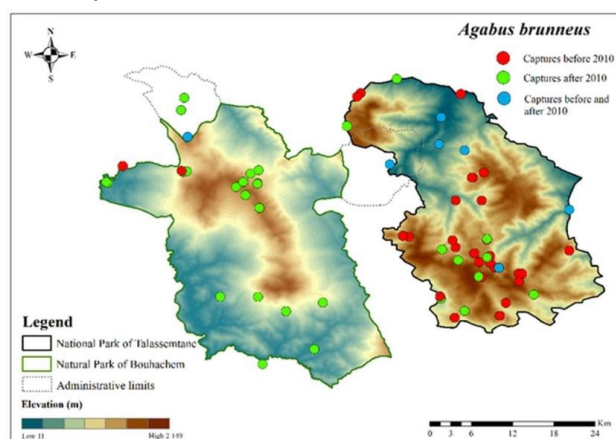 N
W E
S
Agabus brunneus
Captures before 2010
Captures after 2010
Captures before and
after 2010
Legend
National Park of Talassemtane
Natural Park of Bouhachem
Administrative limits
Elevation (m)
Low 11 High 2 149
Km
0 3 6 12 18 24